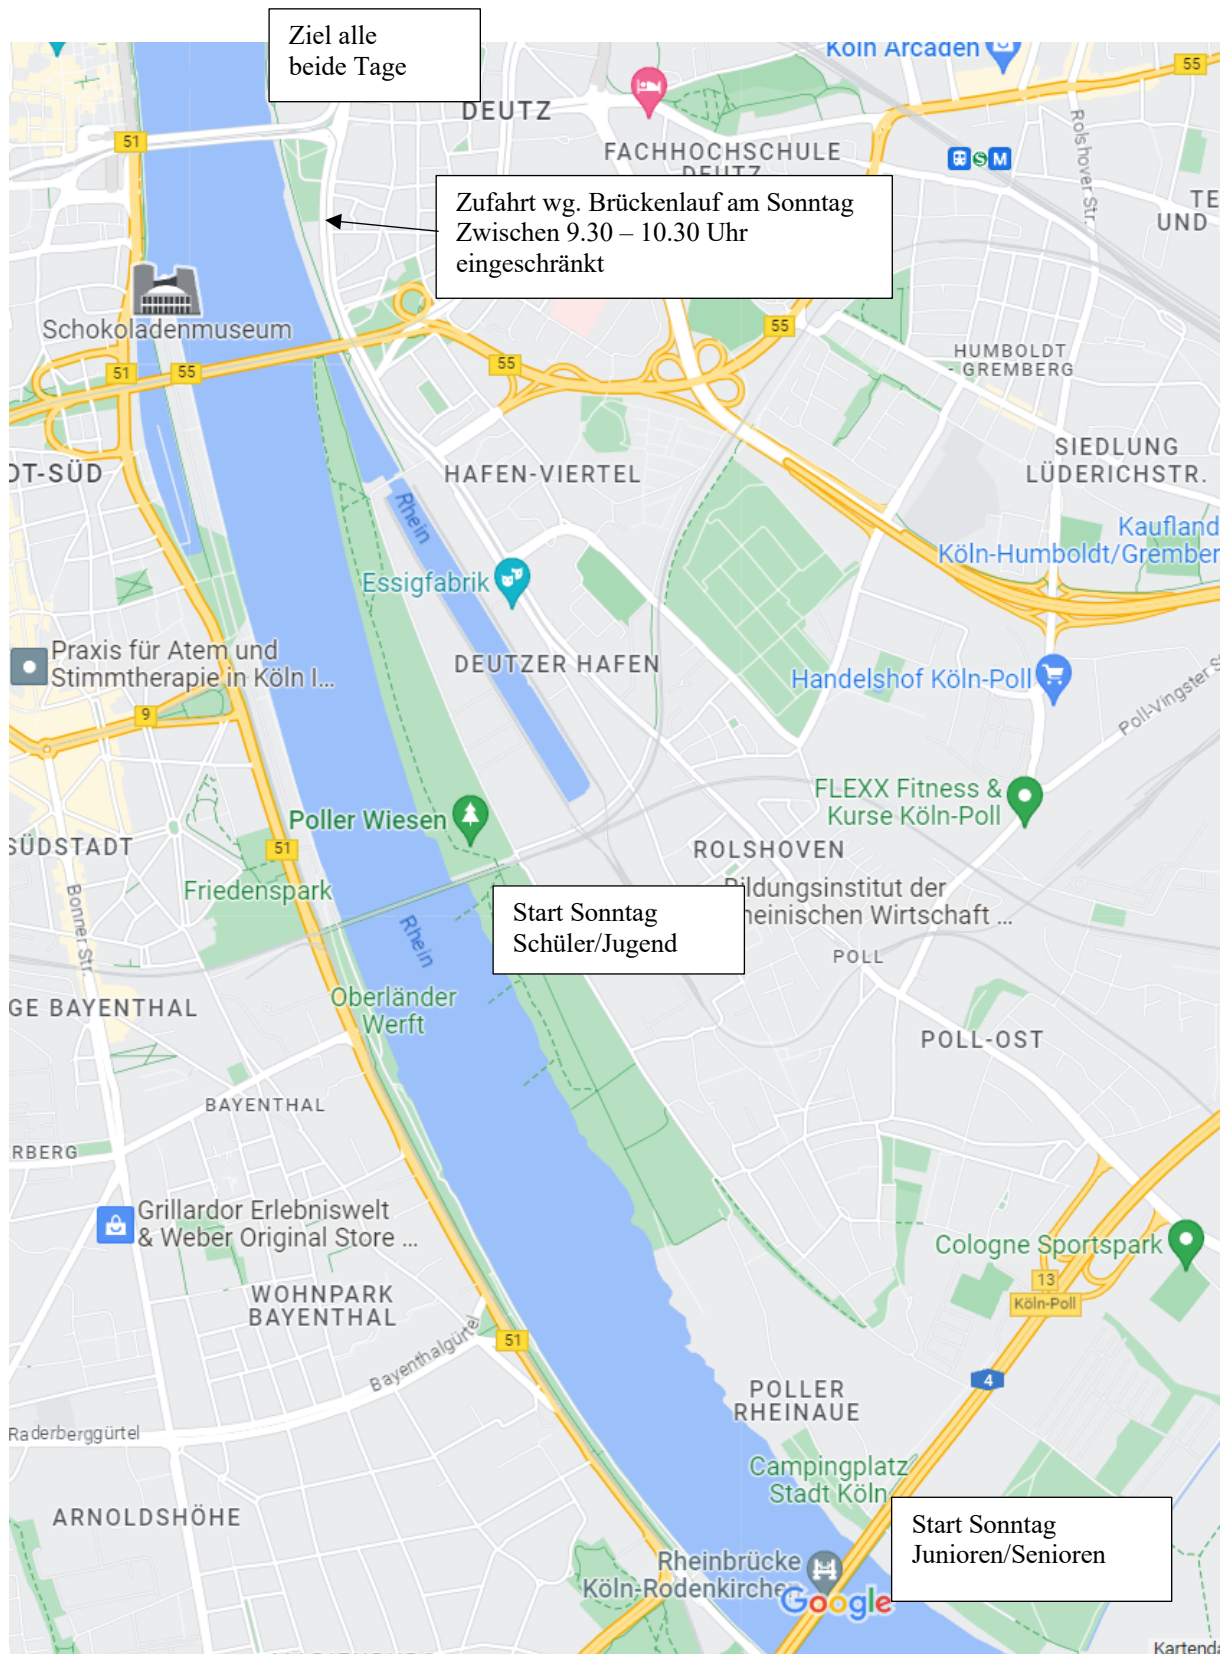 Ziel alle
beide Tage
Köln Arcaden
55
DEUTZ
51
FACHHOCHSCHULE
DEUTZ
S M
Rolshover Str.
Zufahrt wg. Brückenlauf am Sonntag
Zwischen 9.30 – 10.30 Uhr
eingeschränkt
TE
UND
Schokoladenmuseum
55
51
55
55
HUMBOLDT
- GREMBERG
DT-SÜD
HAFEN-VIERTEL
SIEDLUNG
LÜDERICHSTR.
Rhein
Kaufland
Köln-Humboldt/Grember
Essigfabrik
Praxis für Atem und
Stimmtherapie in Köln I...
DEUTZER HAFEN
Handelshof Köln-Poll
Poll-Vingster S
9
FLEXX Fitness &
Kurse Köln-Poll
Poller Wiesen
SÜDSTADT
51
ROLSHOVEN
Friedenspark
Bonner Str.
Bildungsinstitut der
heinischen Wirtschaft ...
Start Sonntag
Schüler/Jugend
Rhein
POLL
GE BAYENTHAL
Oberländer
Werft
POLL-OST
BAYENTHAL
RBERG
Grillardor Erlebniswelt
& Weber Original Store ...
Cologne Sportspark
13
Köln-Poll
WOHNPARK
BAYENTHAL
51
Bayenthalgürtel
4
POLLER
RHEINAUE
Raderberggürtel
Campingplatz
Stadt Köln
ARNOLDSHÖHE
Start Sonntag
Junioren/Senioren
Rheinbrücke
Köln-Rodenkirchen
Google
Kartenda